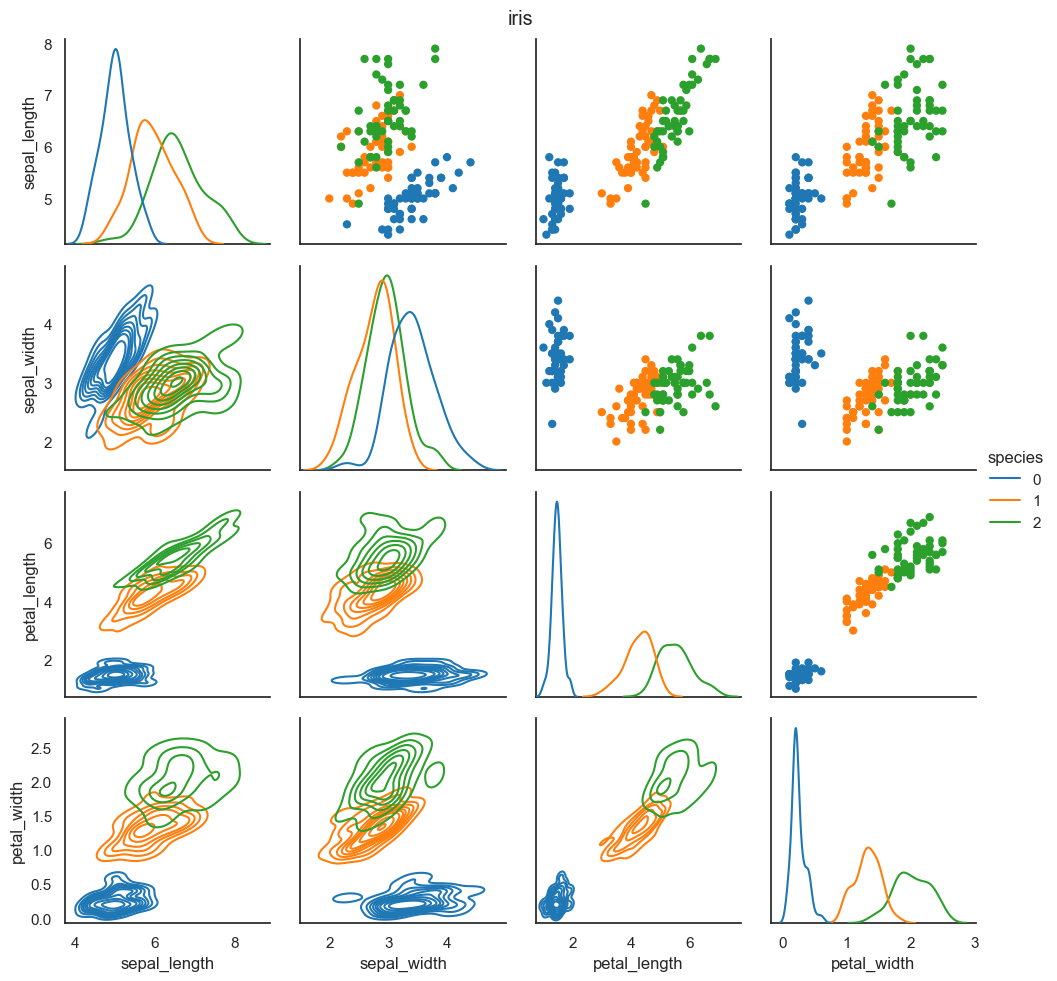 iris
8
7
6
5
sepal_length
4
3
2
sepal_width
species
0
1
2
6
4
2
petal_length
2.5
2.0
1.5
1.0
0.5
0.0
petal_width
4 6 8
2 3 4
2 4 6
0 1 2 3
sepal_length
sepal_width
petal_length
petal_width